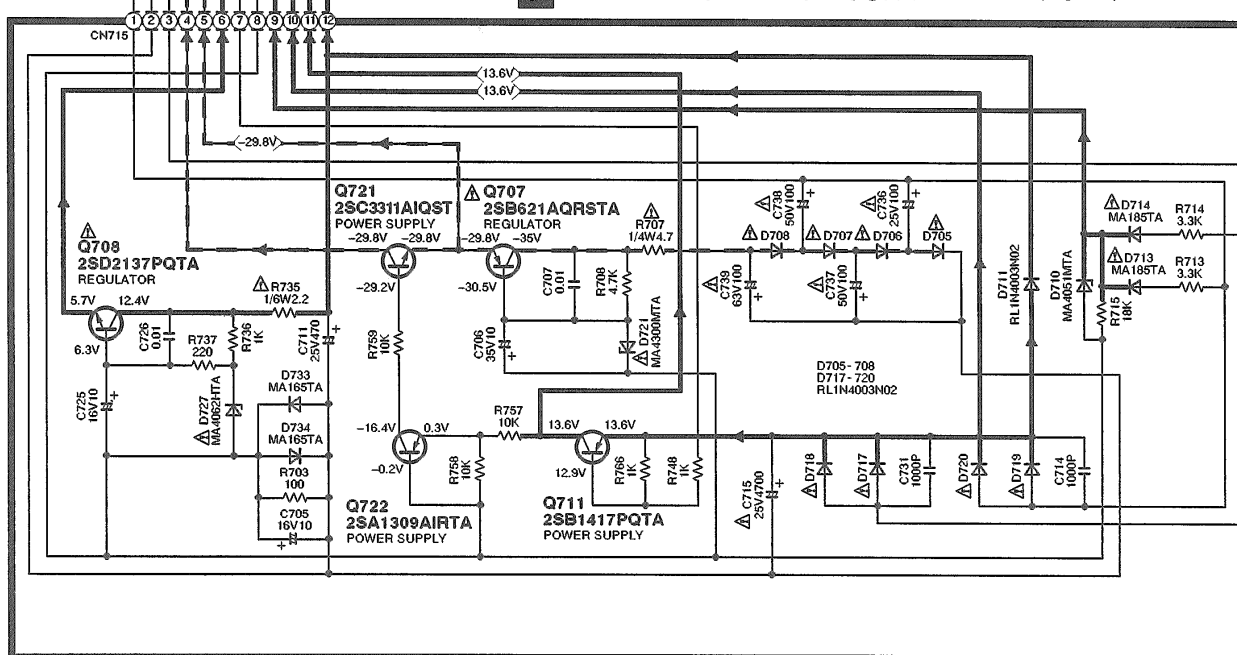 1 2 3 4 5 6 7 8 9 10 11 12
CN715
13.6V
13.6V
-29.8V
Q721
2SC3311AIQST
POWER SUPPLY
-29.8V -29.8V
-29.2V
Q707
2SB621AQRSTA
REGULATOR
-29.8V -35V
-30.5V
R707
1/4W4.7
C738
50V100
C736
25V100
D708
D707
D706
D705
C739
63V100
C737
50V100
D711
RL1N4003N02
D710
MA4051MTA
D714
MA185TA
R714
3.3K
D713
MA185TA
R713
3.3K
R715
18K
Q708
2SD2137PQTA
REGULATOR
5.7V 12.4V
6.3V
R735
1/6W2.2
C726
0.01
R737
220
R736
1K
C711
25V470
C725
16V10
D727
MA4062HTA
D733
MA165TA
D734
MA165TA
R703
100
C705
16V10
R759
10K
C707
0.01
R708
4.7K
C706
35V10
D721
MA4300MTA
D705-708
D717-720
RL1N4003N02
-16.4V 0.3V
-0.2V
Q722
2SA1309AIRTA
POWER SUPPLY
R757
10K
R758
10K
13.6V 13.6V
12.9V
Q711
2SB1417PQTA
POWER SUPPLY
R766
1K
R748
1K
C715
25V4700
D718
D717
C731
1000P
D720
D719
C714
1000P